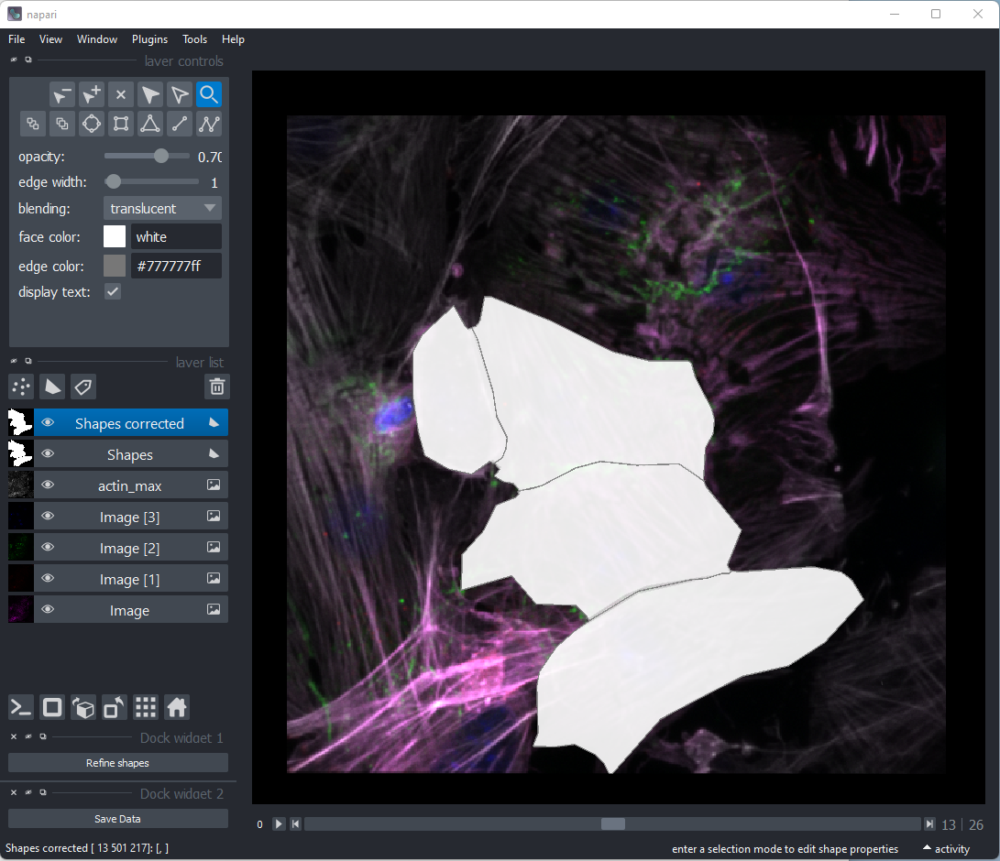 napari
File View Window Plugins Tools Help
layer controls
opacity: 0.70
edge width: 1
blending: translucent
face color: white
edge color: #777777ff
display text:
layer list
Shapes corrected
Shapes
actin_max
Image [3]
Image [2]
Image [1]
Image
Dock widget 1
Refine shapes
Dock widget 2
Save Data
0 13 26
Shapes corrected [ 13 501 217]: [, ] enter a selection mode to edit shape properties activity